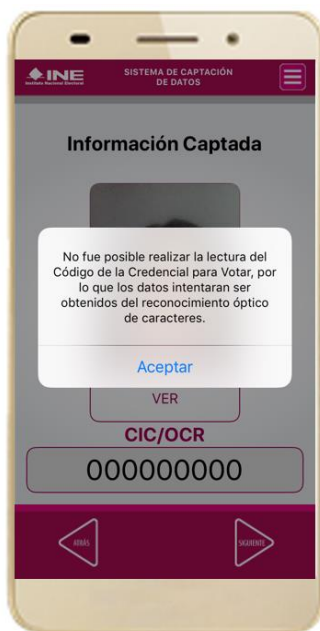 INE
Instituto Nacional Electoral
SISTEMA DE CAPTACIÓN
DE DATOS
Información Captada
No fue posible realizar la lectura del
Código de la Credencial para Votar, por
lo que los datos intentaran ser
obtenidos del reconocimiento óptico
de caracteres.
Aceptar
VER
CIC/OCR
000000000
ATRÁS
SIGUIENTE